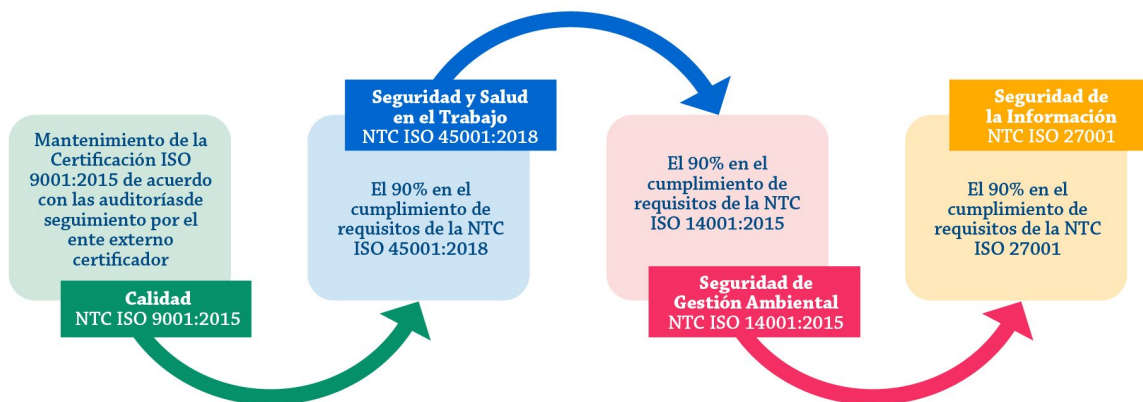 Mantenimiento de la
Certificación ISO
9001:2015 de acuerdo
con las auditoríasde
seguimiento por el
ente externo
certificador
Calidad
NTC ISO 9001:2015
Seguridad y Salud
en el Trabajo
NTC ISO 45001:2018
El 90% en el
cumplimiento de
requisitos de la NTC
ISO 45001:2018
El 90% en el
cumplimiento de
requisitos de la NTC
ISO 14001:2015
Seguridad de
Gestión Ambiental
NTC ISO 14001:2015
Seguridad de
la Información
NTC ISO 27001
El 90% en el
cumplimiento de
requisitos de la NTC
ISO 27001